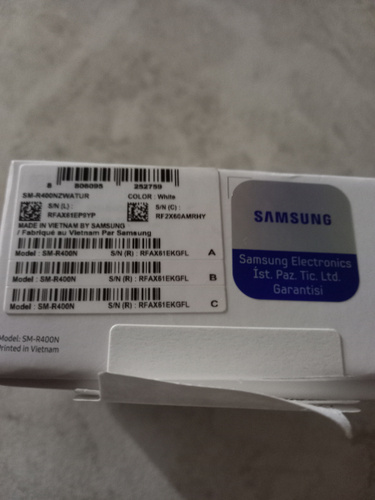 8 806095 252759
SM-R400NZWATUR COLOR : White
S/N (L) : S/N (C) :
RFAX61EP5YP RF2X60AMRHY
MADE IN VIETNAM BY SAMSUNG
/ Fabriqué au Vietnam Par Samsung
Model : SM-R400N S/N (R) : RFAX61EKGFL A
Model : SM-R400N S/N (R) : RFAX61EKGFL B
Model : SM-R400N S/N (R) : RFAX61EKGFL C
SAMSUNG
Samsung Electronics
İst. Paz. Tic. Ltd.
Garantisi
Model: SM-R400N
Printed in Vietnam